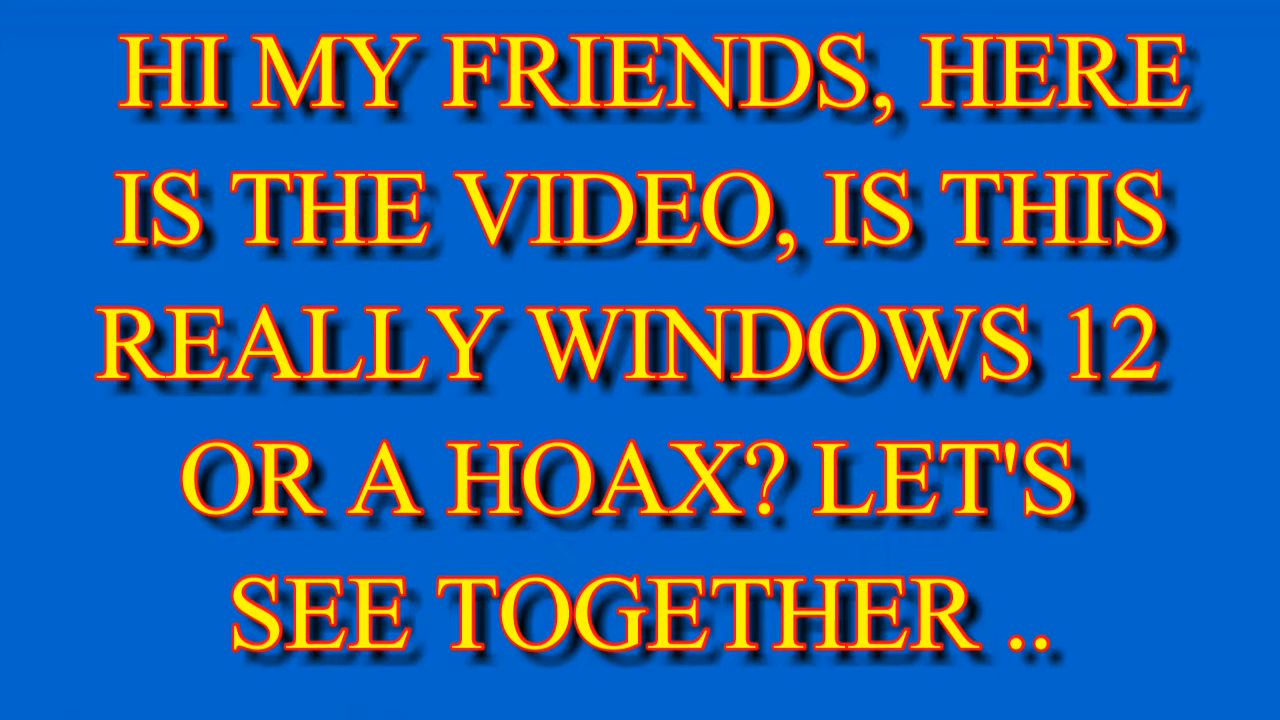 HI MY FRIENDS, HERE
IS THE VIDEO, IS THIS
REALLY WINDOWS 12
OR A HOAX? LET'S
SEE TOGETHER ..